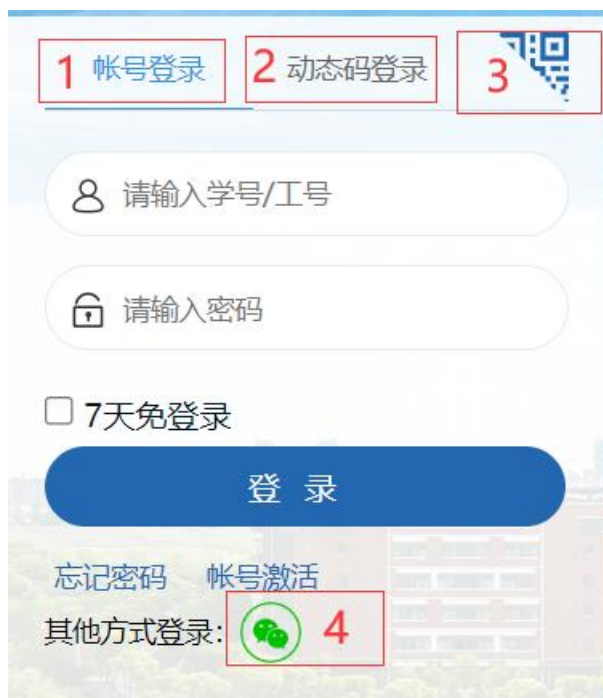 1 帐号登录 2 动态码登录 3
请输入学号/工号
请输入密码
7天免登录
登 录
忘记密码 帐号激活
其他方式登录: 4